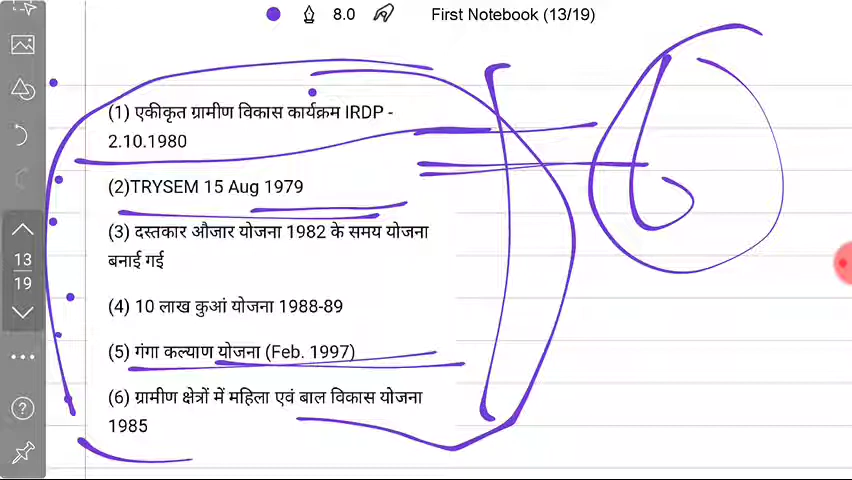 8.0 First Notebook (13/19)
(1) एकीकृत ग्रामीण विकास कार्यक्रम IRDP -
2.10.1980
(2)TRYSEM 15 Aug 1979
(3) दस्तकार औजार योजना 1982 के समय योजना
बनाई गई
(4) 10 लाख कुआं योजना 1988-89
(5) गंगा कल्याण योजना (Feb. 1997)
(6) ग्रामीण क्षेत्रों में महिला एवं बाल विकास योजना
1985
6
13
19